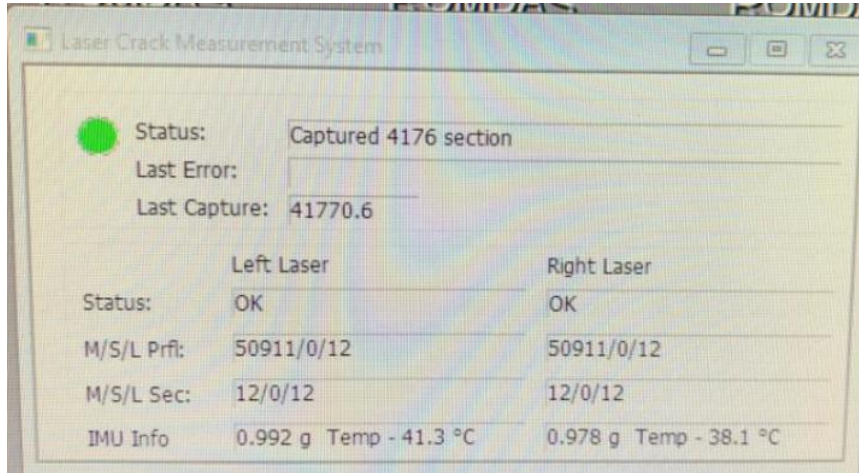 Laser Crack Measurement System
Status: Captured 4176 section
Last Error:
Last Capture: 41770.6
Left Laser Right Laser
Status: OK OK
M/S/L Prfl: 50911/0/12 50911/0/12
M/S/L Sec: 12/0/12 12/0/12
IMU Info 0.992 g Temp - 41.3 °C 0.978 g Temp - 38.1 °C